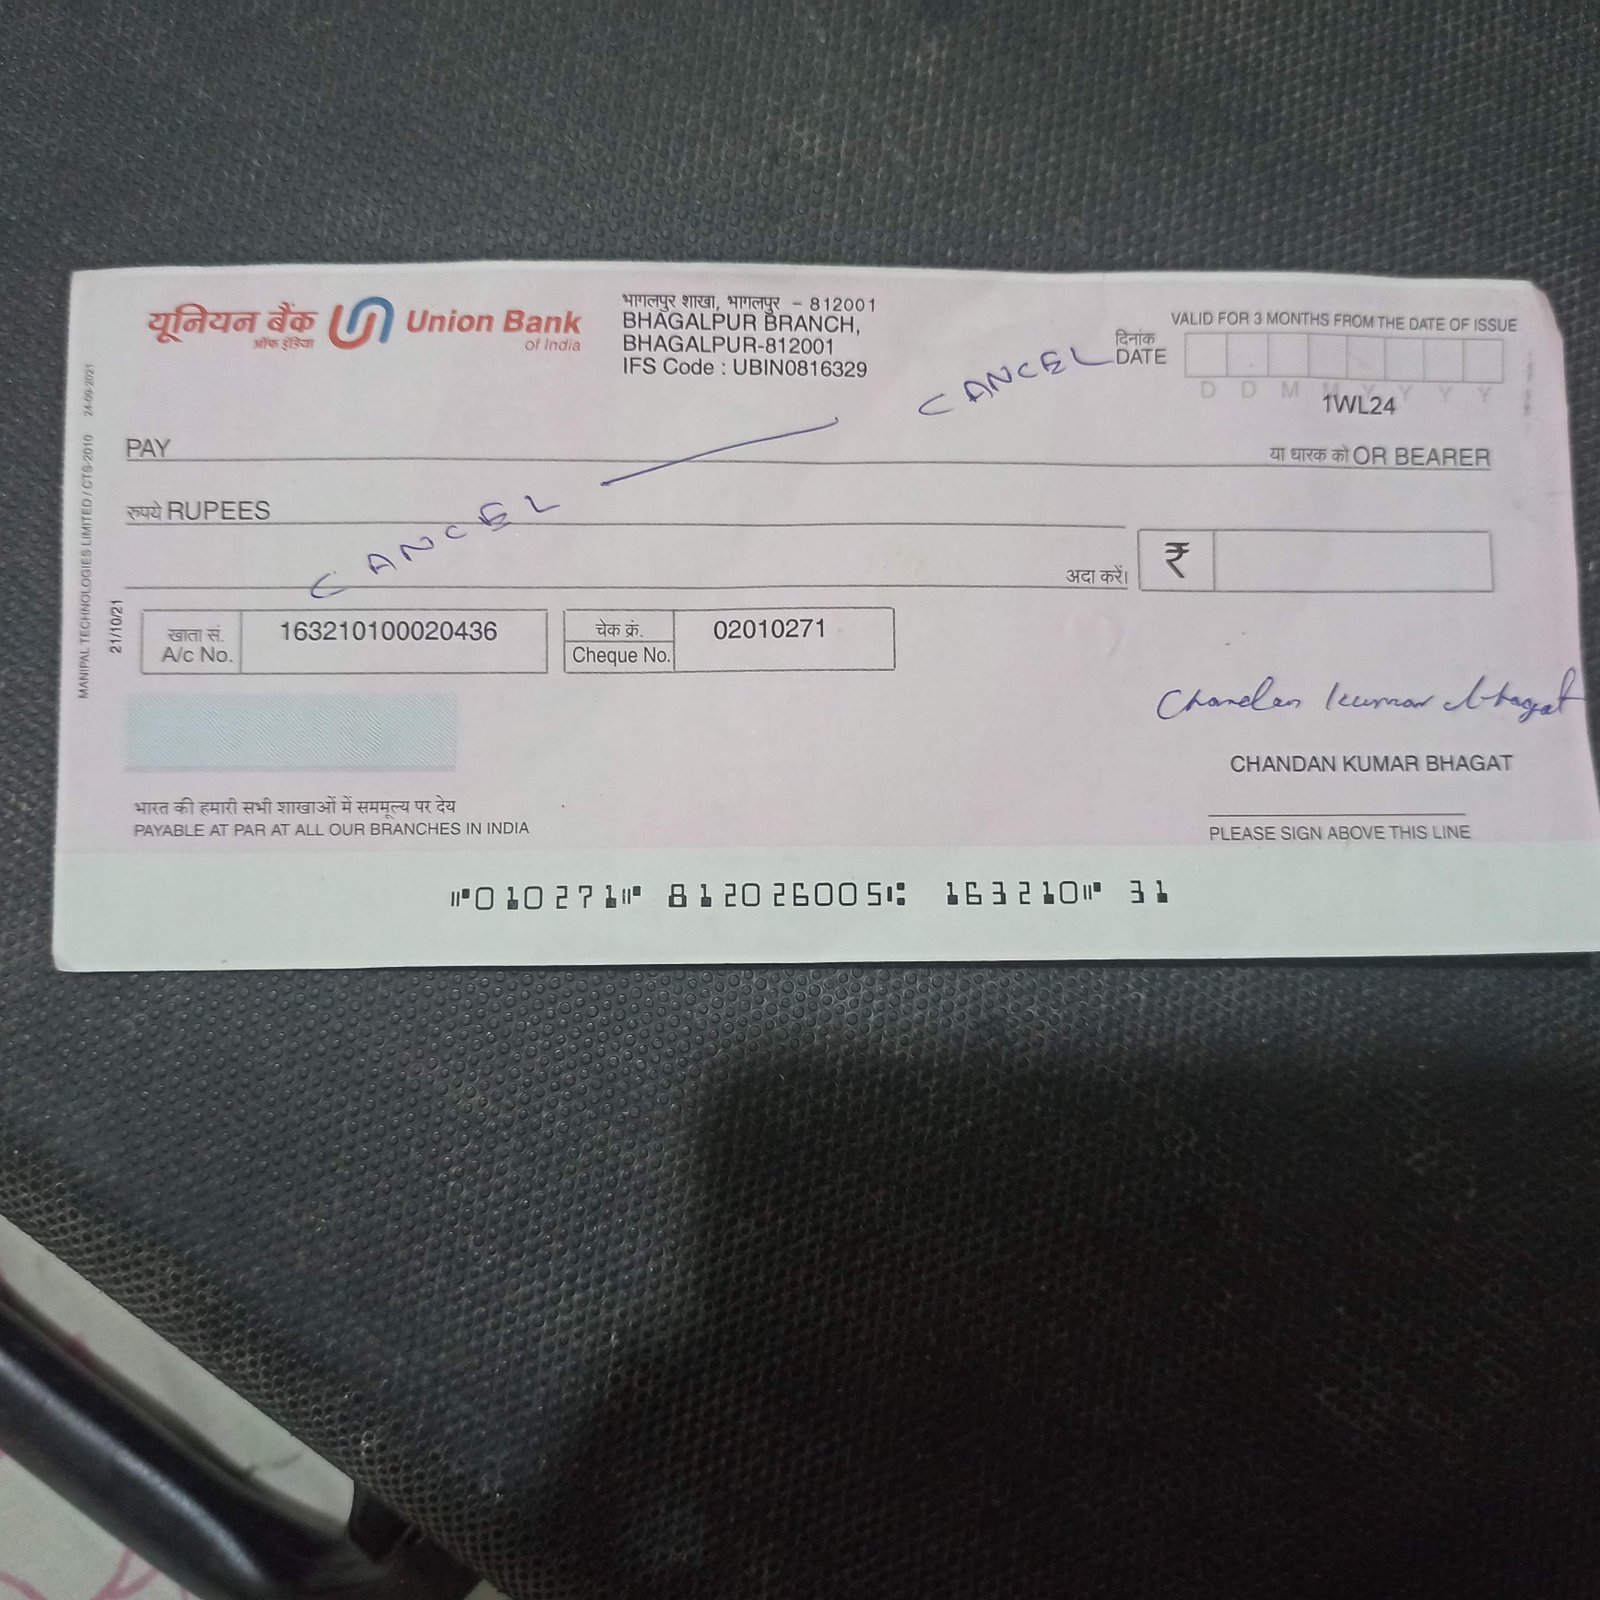 यूनियन बैंक Union Bank
ऑफ इंडिया of India
भागलपुर शाखा, भागलपुर - 812001
BHAGALPUR BRANCH,
BHAGALPUR-812001
IFS Code : UBIN0816329
VALID FOR 3 MONTHS FROM THE DATE OF ISSUE
दिनांक
DATE
D D M M Y Y Y Y
1WL24
CANCEL
PAY
या धारक को OR BEARER
रुपये RUPEES
CANCEL
अदा करें।
₹
खाता सं.
A/c No.
163210100020436
चेक क्रं.
Cheque No.
02010271
MANIPAL TECHNOLOGIES LIMITED / CTS-2010 24-09-2021
21/10/21
Chandan kumar bhagat
CHANDAN KUMAR BHAGAT
भारत की हमारी सभी शाखाओं में सममूल्य पर देय
PAYABLE AT PAR AT ALL OUR BRANCHES IN INDIA
PLEASE SIGN ABOVE THIS LINE
⑈010271⑈ 812026005⑆ 163210⑈ 31